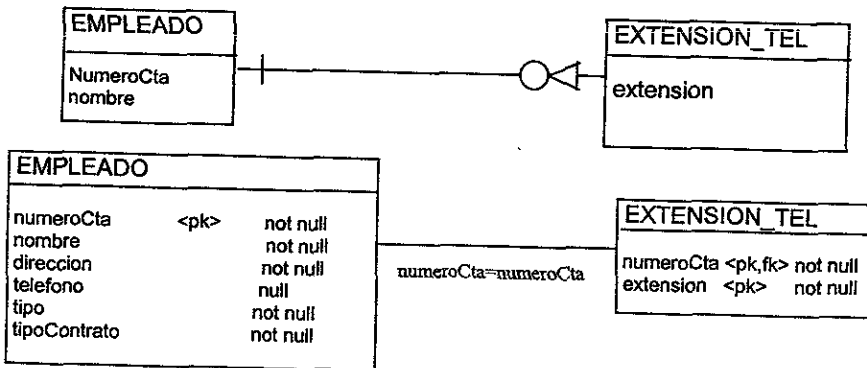 EMPLEADO
NumeroCta
nombre
EXTENSION_TEL
extension
EMPLEADO
numeroCta <pk> not null
nombre not null
direccion not null
telefono null
tipo not null
tipoContrato not null
numeroCta=numeroCta
EXTENSION_TEL
numeroCta <pk,fk> not null
extension <pk> not null